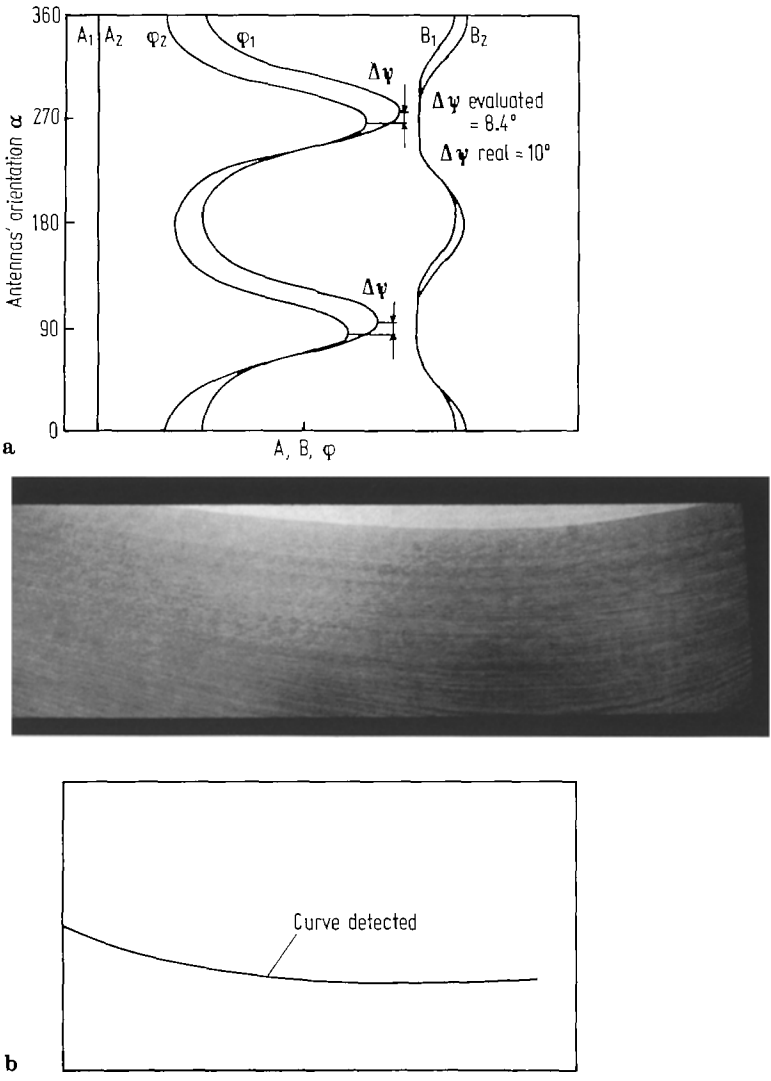 360
A₁ A₂ φ₂ φ₁ B₁ B₂
Δψ
Δψ evaluated
= 8.4°
Δψ real = 10°
270
180
Δψ
90
0
Antennas' orientation α
A, B, φ
a
Curve detected
b